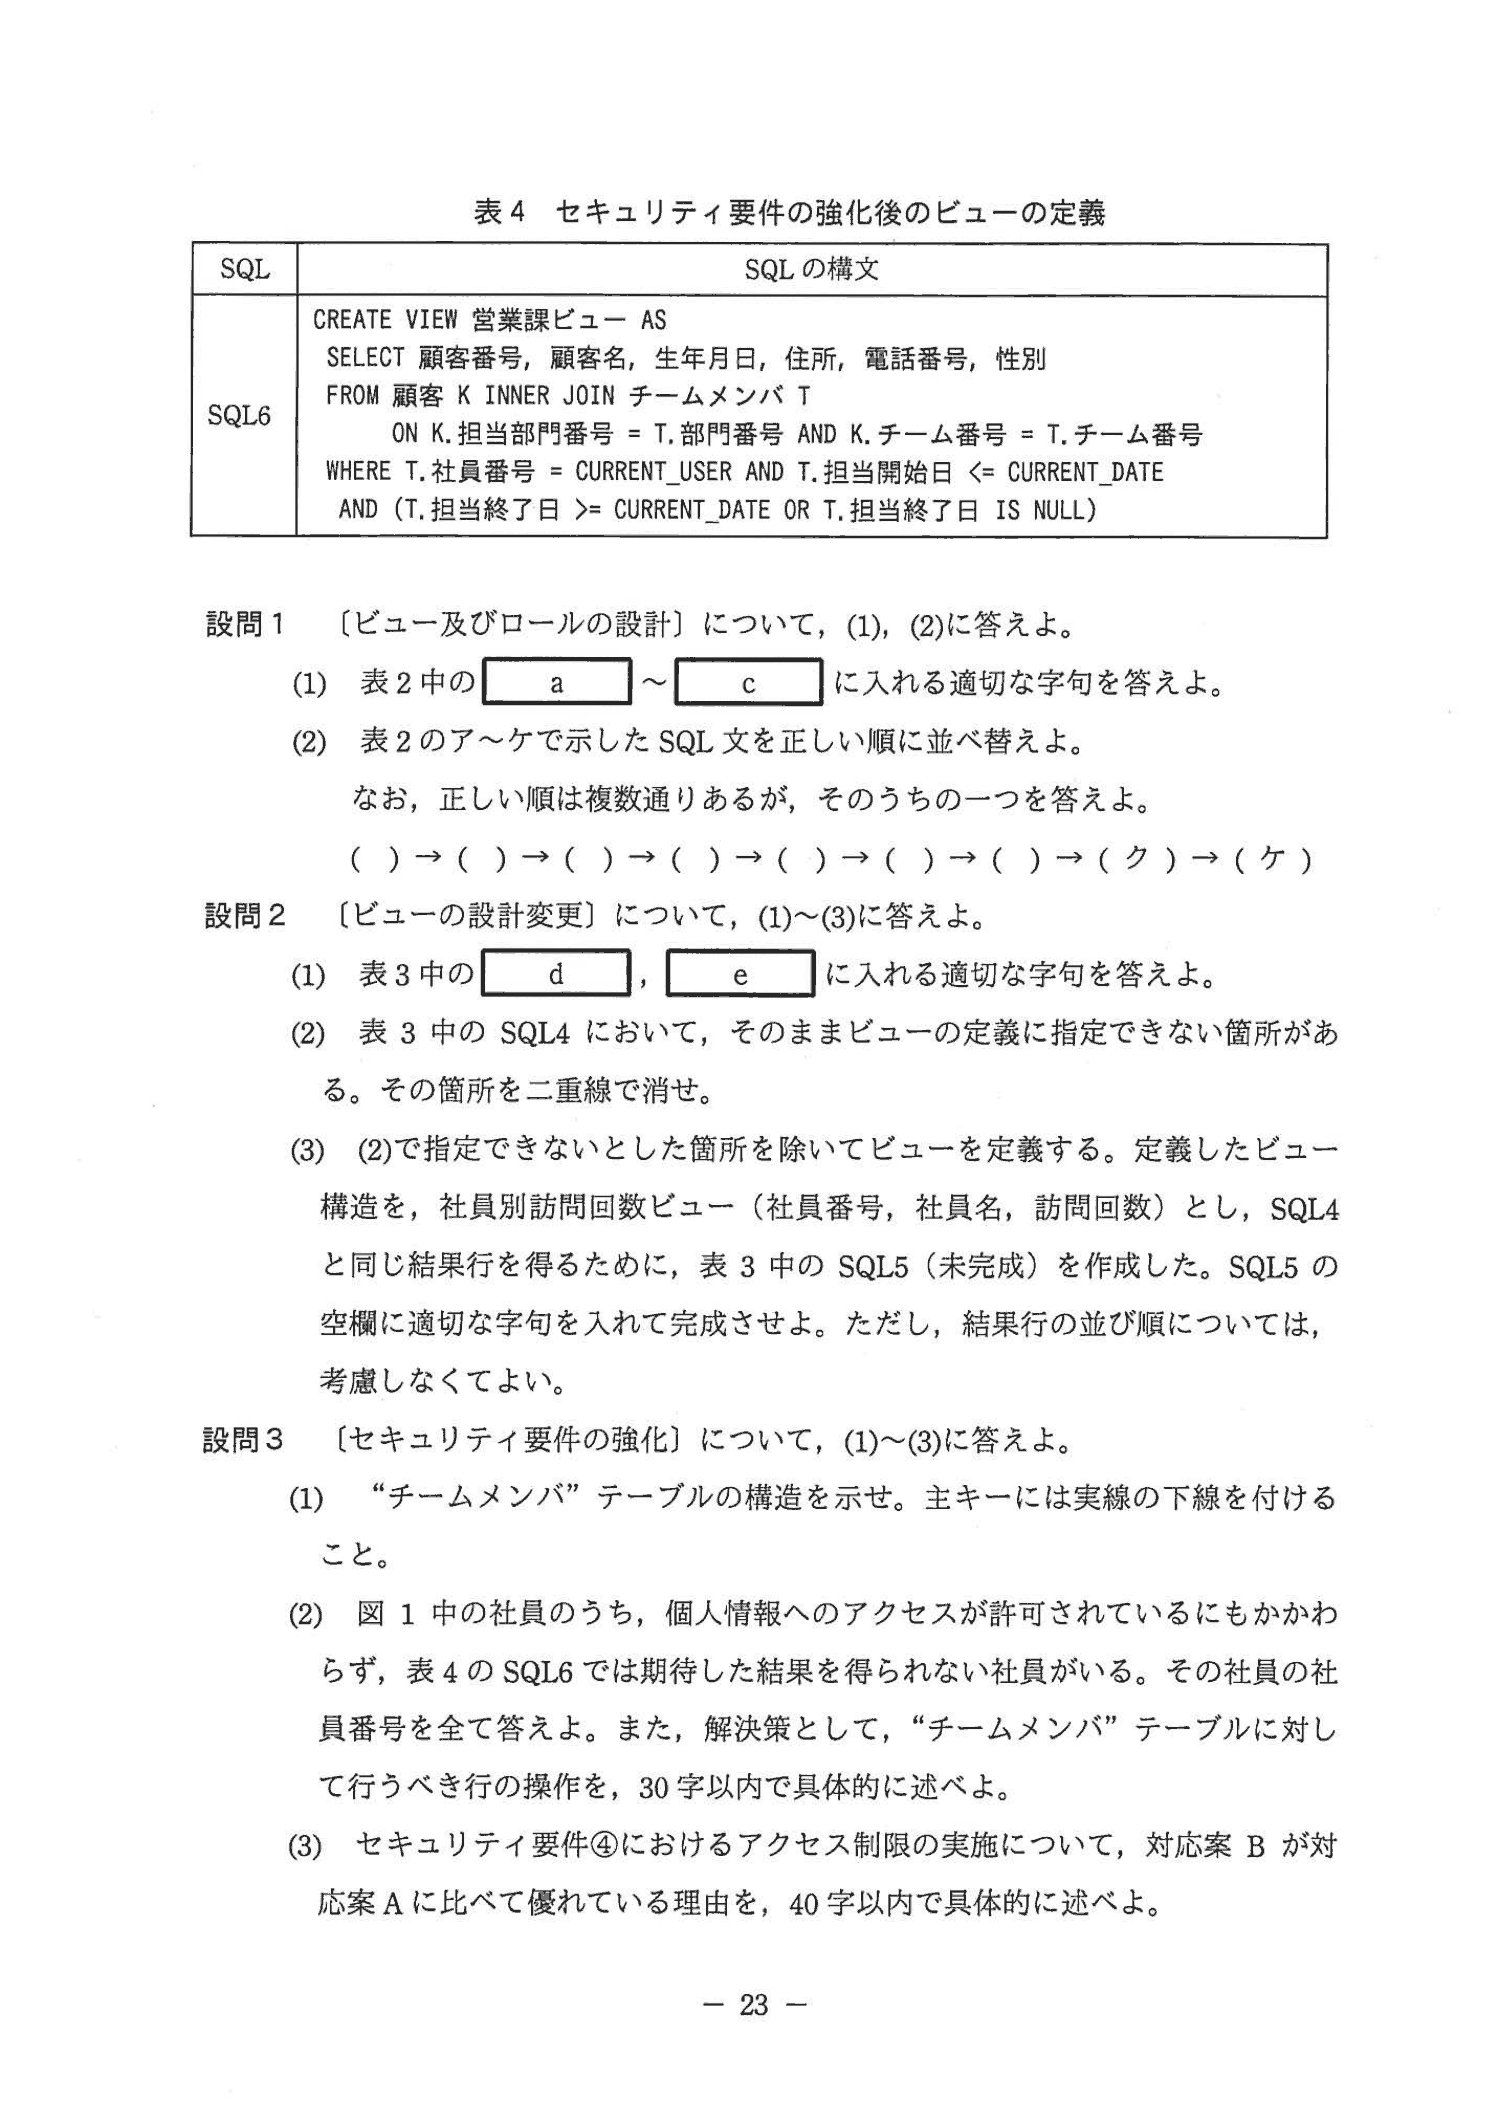 表4　セキュリティ要件の強化後のビューの定義
SQL　SQLの構文
SQL6
CREATE VIEW 営業課ビュー AS
SELECT 顧客番号, 顧客名, 生年月日, 住所, 電話番号, 性別
FROM 顧客 K INNER JOIN チームメンバ T
ON K.担当部門番号 = T.部門番号 AND K.チーム番号 = T.チーム番号
WHERE T.社員番号 = CURRENT_USER AND T.担当開始日 <= CURRENT_DATE
AND (T.担当終了日 >= CURRENT_DATE OR T.担当終了日 IS NULL)
設問1　〔ビュー及びロールの設計〕について，(1)，(2)に答えよ。
(1)　表2中の a ～ c に入れる適切な字句を答えよ。
(2)　表2のア～ケで示したSQL文を正しい順に並べ替えよ。
なお，正しい順は複数通りあるが，そのうちの一つを答えよ。
(　)→(　)→(　)→(　)→(　)→(　)→(　)→(ク)→(ケ)
設問2　〔ビューの設計変更〕について，(1)～(3)に答えよ。
(1)　表3中の d ， e に入れる適切な字句を答えよ。
(2)　表3中のSQL4において，そのままビューの定義に指定できない箇所があ
る。その箇所を二重線で消せ。
(3)　(2)で指定できないとした箇所を除いてビューを定義する。定義したビュー
構造を，社員別訪問回数ビュー（社員番号，社員名，訪問回数）とし，SQL4
と同じ結果行を得るために，表3中のSQL5（未完成）を作成した。SQL5の
空欄に適切な字句を入れて完成させよ。ただし，結果行の並び順については，
考慮しなくてよい。
設問3　〔セキュリティ要件の強化〕について，(1)～(3)に答えよ。
(1)　“チームメンバ”テーブルの構造を示せ。主キーには実線の下線を付ける
こと。
(2)　図1中の社員のうち，個人情報へのアクセスが許可されているにもかかわ
らず，表4のSQL6では期待した結果を得られない社員がいる。その社員の社
員番号を全て答えよ。また，解決策として，“チームメンバ”テーブルに対し
て行うべき行の操作を，30字以内で具体的に述べよ。
(3)　セキュリティ要件④におけるアクセス制限の実施について，対応案Bが対
応案Aに比べて優れている理由を，40字以内で具体的に述べよ。
－ 23 －